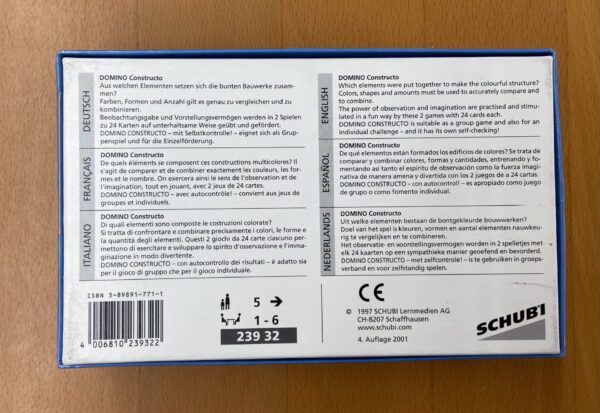 DEUTSCH
DOMINO Constructo
Aus welchen Elementen setzen sich die bunten Bauwerke zusam-
men?
Farben, Formen und Anzahl gilt es genau zu vergleichen und zu
kombinieren.
Beobachtungsgabe und Vorstellungsvermögen werden in 2 Spielen
zu 24 Karten auf unterhaltsame Weise geübt und gefördert.
DOMINO CONSTRUCTO – mit Selbstkontrolle! – eignet sich als Grup-
penspiel und für die Einzelförderung.
FRANÇAIS
DOMINO Constructo
De quels éléments se composent ces constructions multicolores? Il
s'agit de comparer et de combiner exactement les couleurs, les for-
mes et le nombre. On exercera ainsi le sens de l'observation et de
l'imagination, tout en jouant, avec 2 jeux de 24 cartes.
DOMINO CONSTRUCTO – avec autocontrôle! – convient aux jeux de
groupes et individuels.
ITALIANO
DOMINO Constructo
Di quali elementi sono composte le costruzioni colorate?
Si tratta di confrontare e combinare precisamente i colori, le forme e
la quantità degli elementi. Questi 2 giochi da 24 carte ciascuno per-
mettono di esercitare e sviluppare lo spirito d'osservazione e l'imma-
ginazione in modo divertente.
DOMINO CONSTRUCTO – con autocontrollo dei risultati – è adatto sia
per il gioco di gruppo che per il gioco individuale.
ENGLISH
DOMINO Constructo
Which elements were put together to make the colourful structure?
Colors, shapes and amounts must be used to accurately compare and
to combine.
The power of observation and imagination are practised and stimu-
lated in a fun way by these 2 games with 24 cards each.
DOMINO CONSTRUCTO is suitable as a group game and also for an
individual challenge – and it has its own self-checking!
ESPAÑOL
DOMINO Constructo
De qué elementos están formados los edificios de colores? Se trata de
comparar y combinar colores, formas y cantidades, entrenando y fo-
mentando así tanto el espíritu de observación como la fuerza imagi-
nativa de manera amena y divertida con los 2 juegos de a 24 cartas.
DOMINO CONSTRUCTO – con autocontrol! – es apropiado como juego
de grupo o como fomento individual.
NEDERLANDS
DOMINO Constructo
Uit welke elementen bestaan de bontgekleurde bouwwerken?
Doel van het spel is kleuren, vormen en aantal elementen nauwkeu-
rig te vergelijken en te combineren.
Het observatie- en voorstellingsvermogen worden in 2 spelletjes met
elk 24 kaarten op een sympathieke manier geoefend en bevorderd.
DOMINO CONSTRUCTO – met zelfcontrole! – is te gebruiken in groeps-
verband en voor zelfstandig spelen.
ISBN 3-89891-771-1
4 006810 239322
5 →
1 - 6
239 32
CE
© 1997 SCHUBI Lernmedien AG
CH-8207 Schaffhausen
www.schubi.com
4. Auflage 2001
SCHUBI